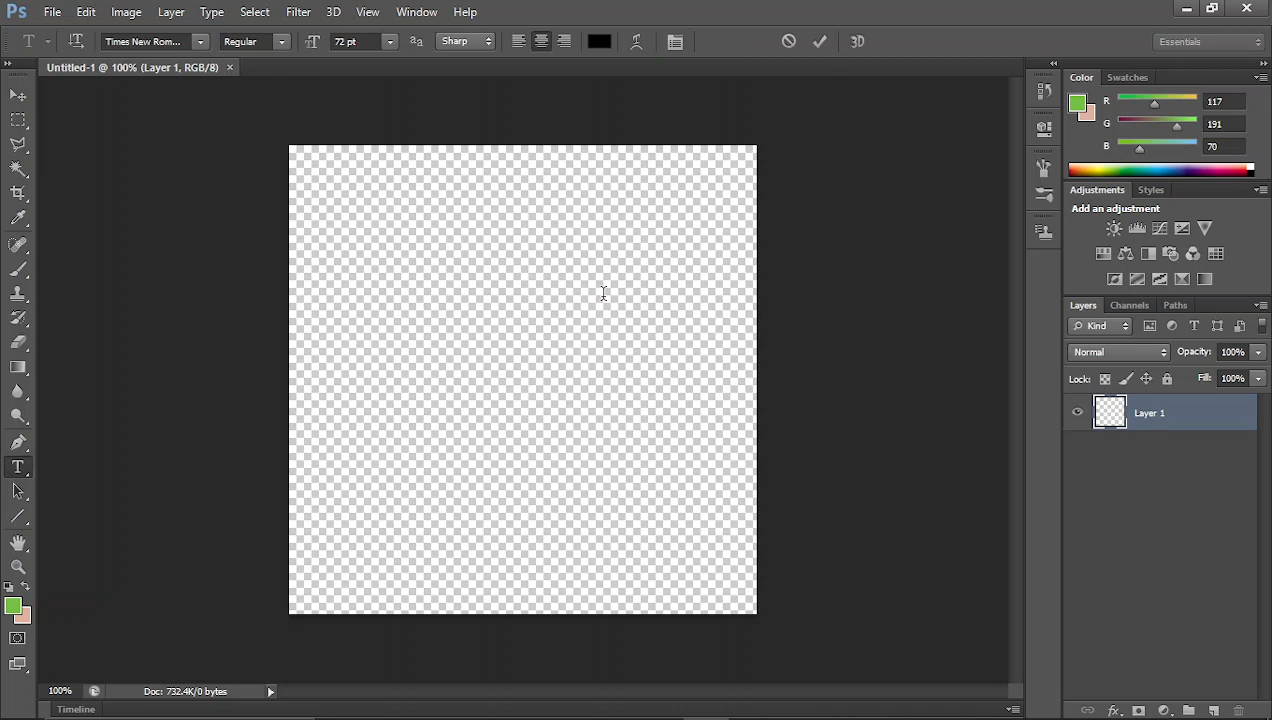 Ps File Edit Image Layer Type Select Filter 3D View Window Help
T Times New Rom... Regular 72 pt aa Sharp 3D Essentials
Untitled-1 @ 100% (Layer 1, RGB/8) ×
Color Swatches
R 117
G 191
B 70
Adjustments Styles
Add an adjustment
Layers Channels Paths
Kind
Normal Opacity: 100%
Lock: Fill: 100%
Layer 1
100% Doc: 732.4K/0 bytes
Timeline
fx